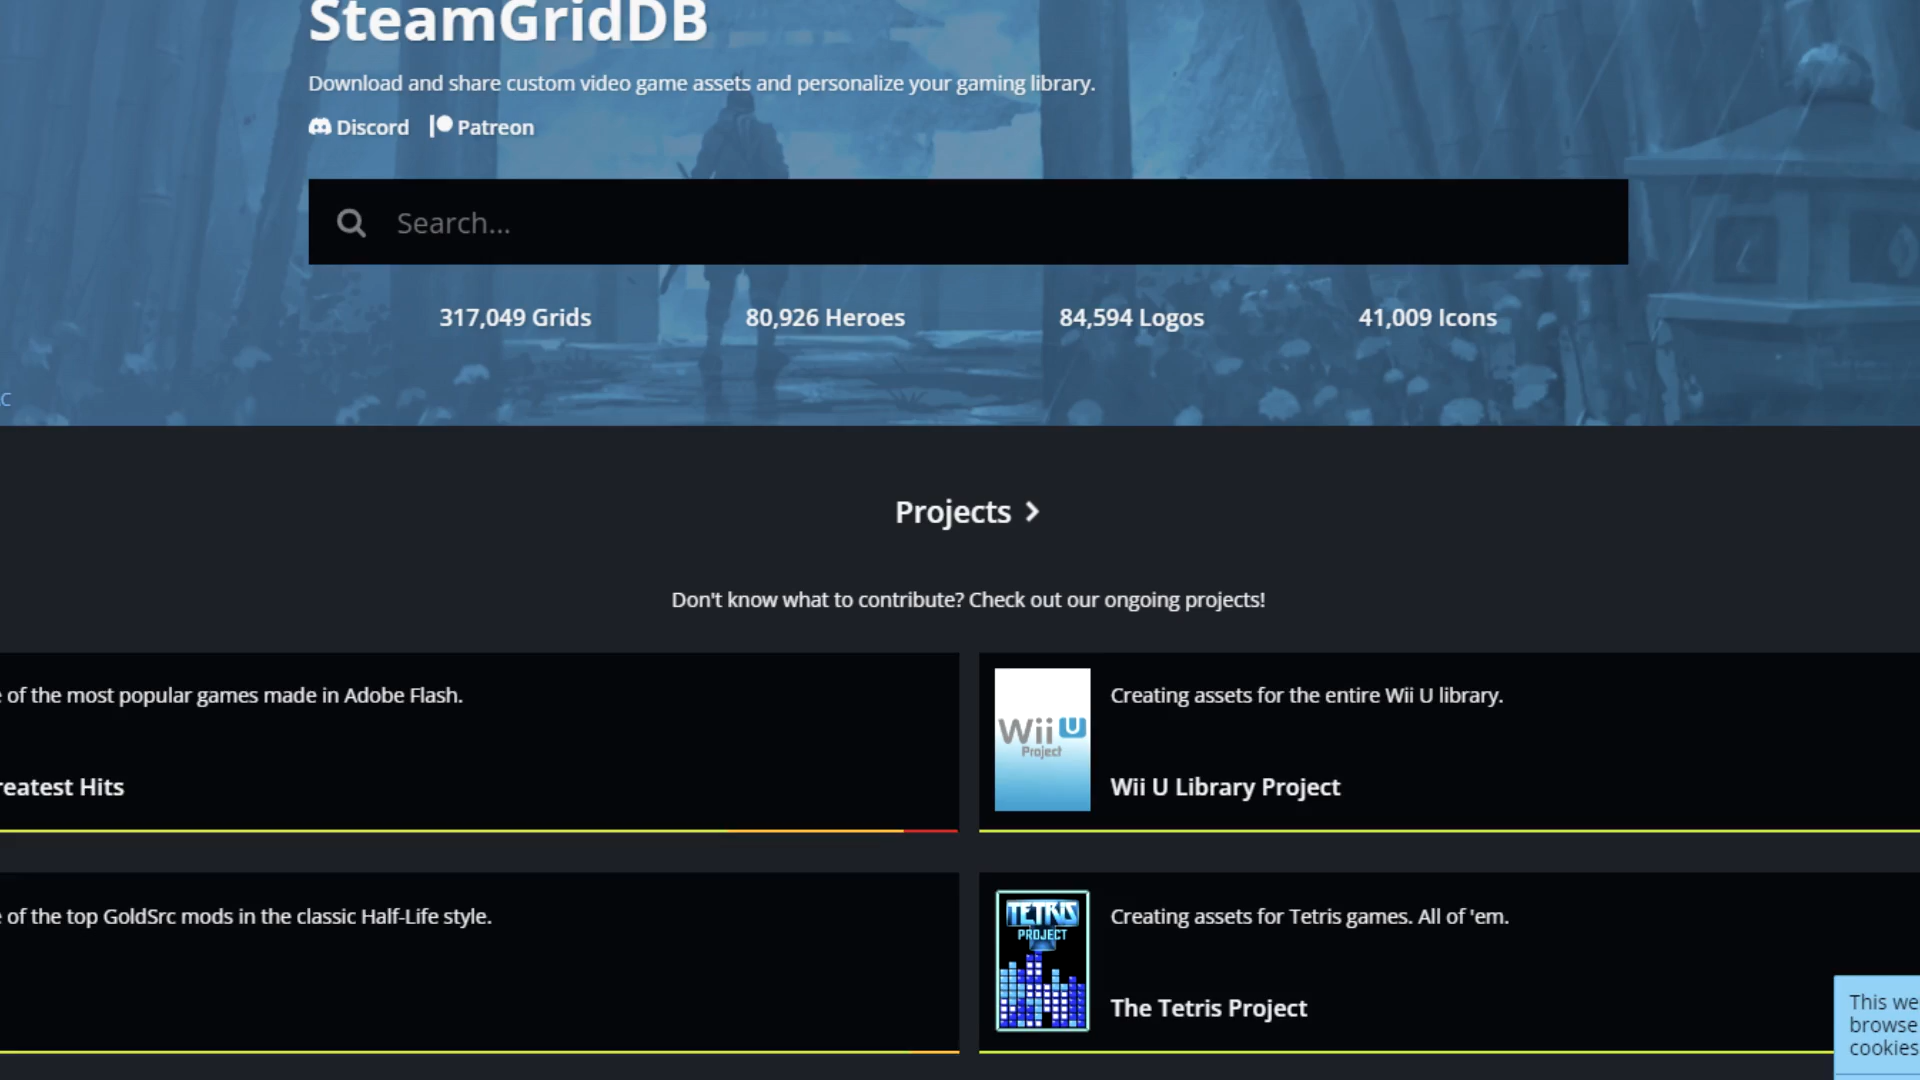 SteamGridDB
Download and share custom video game assets and personalize your gaming library.
Discord Patreon
Search...
317,049 Grids 80,926 Heroes 84,594 Logos 41,009 Icons
Projects
Don't know what to contribute? Check out our ongoing projects!
of the most popular games made in Adobe Flash.
reatest Hits
Wii U
Project
Creating assets for the entire Wii U library.
Wii U Library Project
of the top GoldSrc mods in the classic Half-Life style.
TETRIS
PROJECT
Creating assets for Tetris games. All of 'em.
The Tetris Project
This we
browse
cookies